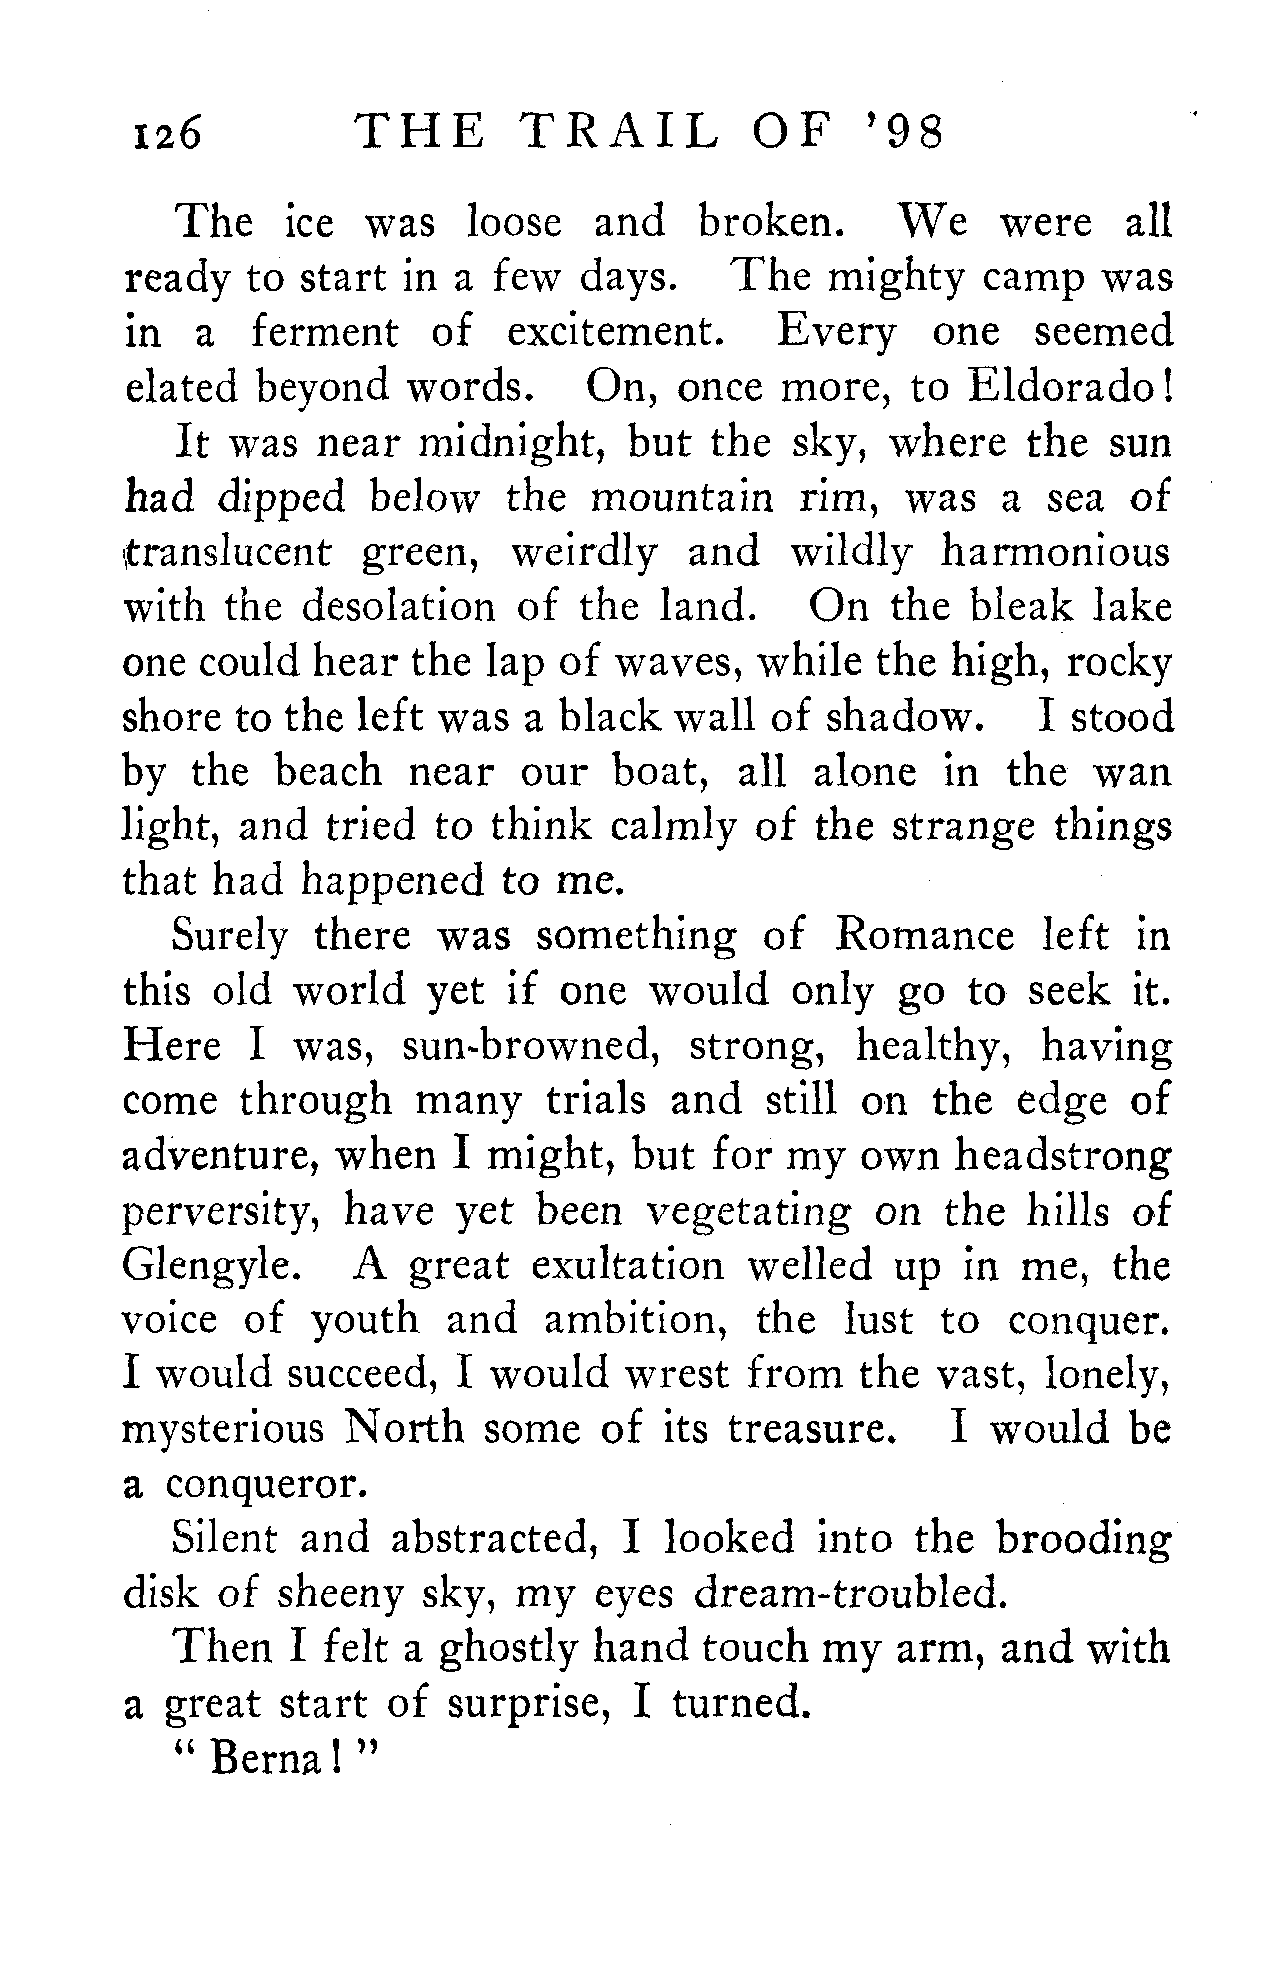 126 THE TRAIL OF '98
The ice was loose and broken. We were all
ready to start in a few days. The mighty camp was
in a ferment of excitement. Every one seemed
elated beyond words. On, once more, to Eldorado!
It was near midnight, but the sky, where the sun
had dipped below the mountain rim, was a sea of
translucent green, weirdly and wildly harmonious
with the desolation of the land. On the bleak lake
one could hear the lap of waves, while the high, rocky
shore to the left was a black wall of shadow. I stood
by the beach near our boat, all alone in the wan
light, and tried to think calmly of the strange things
that had happened to me.
Surely there was something of Romance left in
this old world yet if one would only go to seek it.
Here I was, sun-browned, strong, healthy, having
come through many trials and still on the edge of
adventure, when I might, but for my own headstrong
perversity, have yet been vegetating on the hills of
Glengyle. A great exultation welled up in me, the
voice of youth and ambition, the lust to conquer.
I would succeed, I would wrest from the vast, lonely,
mysterious North some of its treasure. I would be
a conqueror.
Silent and abstracted, I looked into the brooding
disk of sheeny sky, my eyes dream-troubled.
Then I felt a ghostly hand touch my arm, and with
a great start of surprise, I turned.
" Berna! "